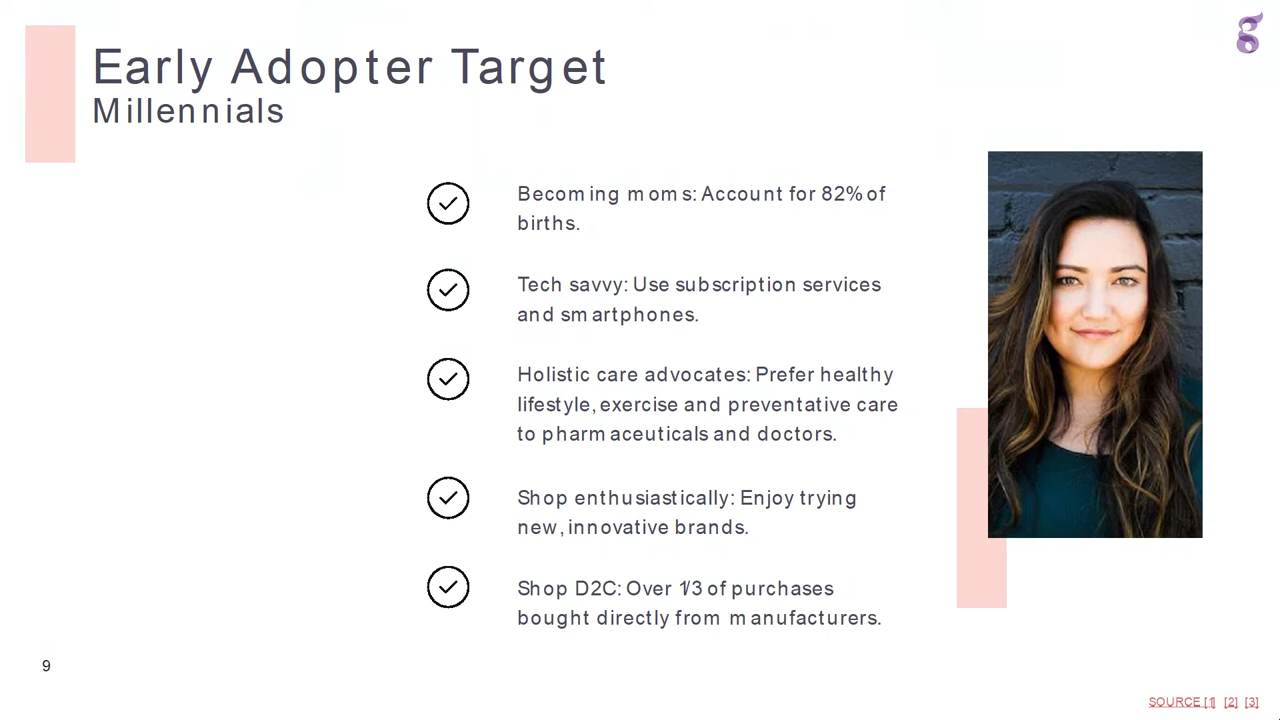 Early Adopter Target
Millennials
Becoming moms: Account for 82% of
births.
Tech savvy: Use subscription services
and smartphones.
Holistic care advocates: Prefer healthy
lifestyle, exercise and preventative care
to pharmaceuticals and doctors.
Shop enthusiastically: Enjoy trying
new, innovative brands.
Shop D2C: Over 1/3 of purchases
bought directly from manufacturers.
9
SOURCE [1] [2] [3]
g